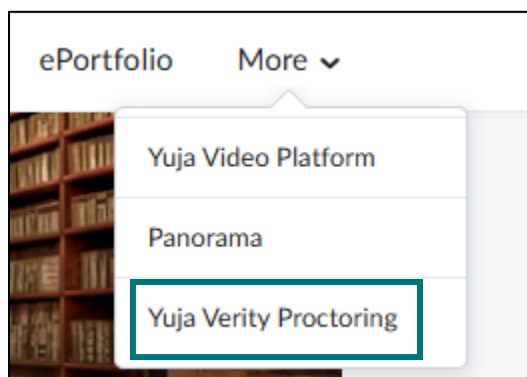 ePortfolio More
Yuja Video Platform
Panorama
Yuja Verity Proctoring